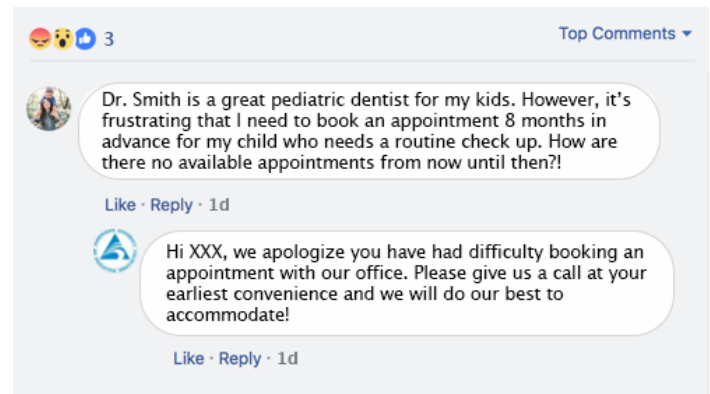 3
Top Comments
Dr. Smith is a great pediatric dentist for my kids. However, it's
frustrating that I need to book an appointment 8 months in
advance for my child who needs a routine check up. How are
there no available appointments from now until then?!
Like · Reply · 1d
Hi XXX, we apologize you have had difficulty booking an
appointment with our office. Please give us a call at your
earliest convenience and we will do our best to
accommodate!
Like · Reply · 1d